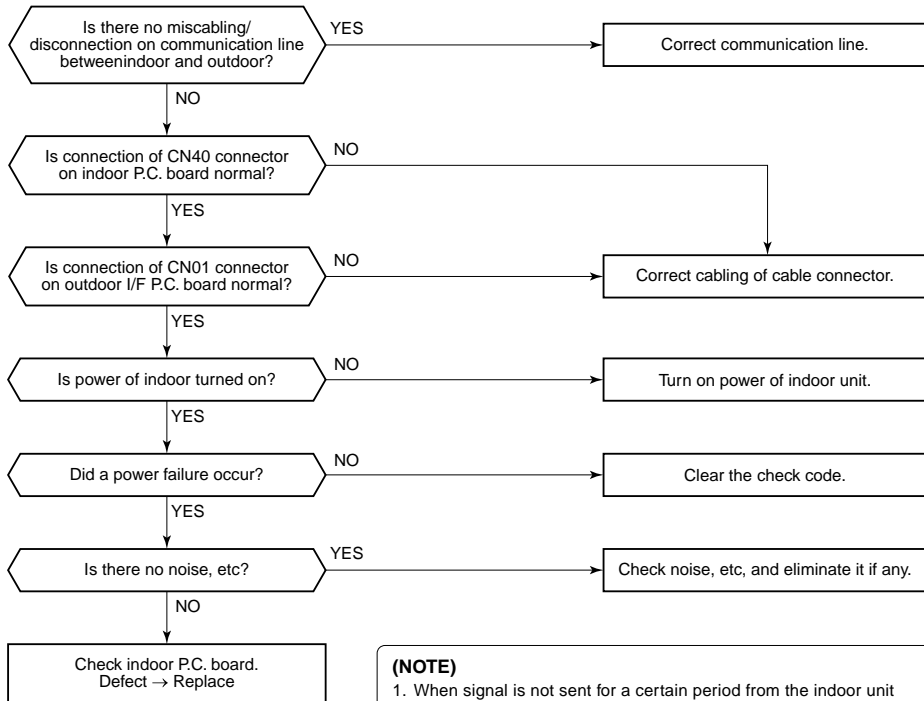 Is there no miscabling/
disconnection on communication line
betweenindoor and outdoor?
YES
Correct communication line.
NO
Is connection of CN40 connector
on indoor P.C. board normal?
NO
YES
Is connection of CN01 connector
on outdoor I/F P.C. board normal?
NO
Correct cabling of cable connector.
YES
Is power of indoor turned on?
NO
Turn on power of indoor unit.
YES
Did a power failure occur?
NO
Clear the check code.
YES
Is there no noise, etc?
YES
Check noise, etc, and eliminate it if any.
NO
Check indoor P.C. board.
Defect → Replace
(NOTE)
1. When signal is not sent for a certain period from the indoor unit